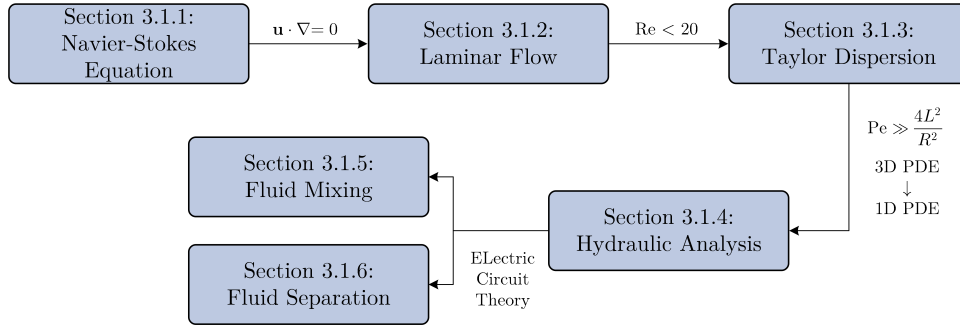 Section 3.1.1:
Navier-Stokes
Equation
𝐮 · ∇= 0
Section 3.1.2:
Laminar Flow
Re < 20
Section 3.1.3:
Taylor Dispersion
Pe ≫ 4L²/R²
3D PDE
↓
1D PDE
Section 3.1.4:
Hydraulic Analysis
ELectric
Circuit
Theory
Section 3.1.5:
Fluid Mixing
Section 3.1.6:
Fluid Separation